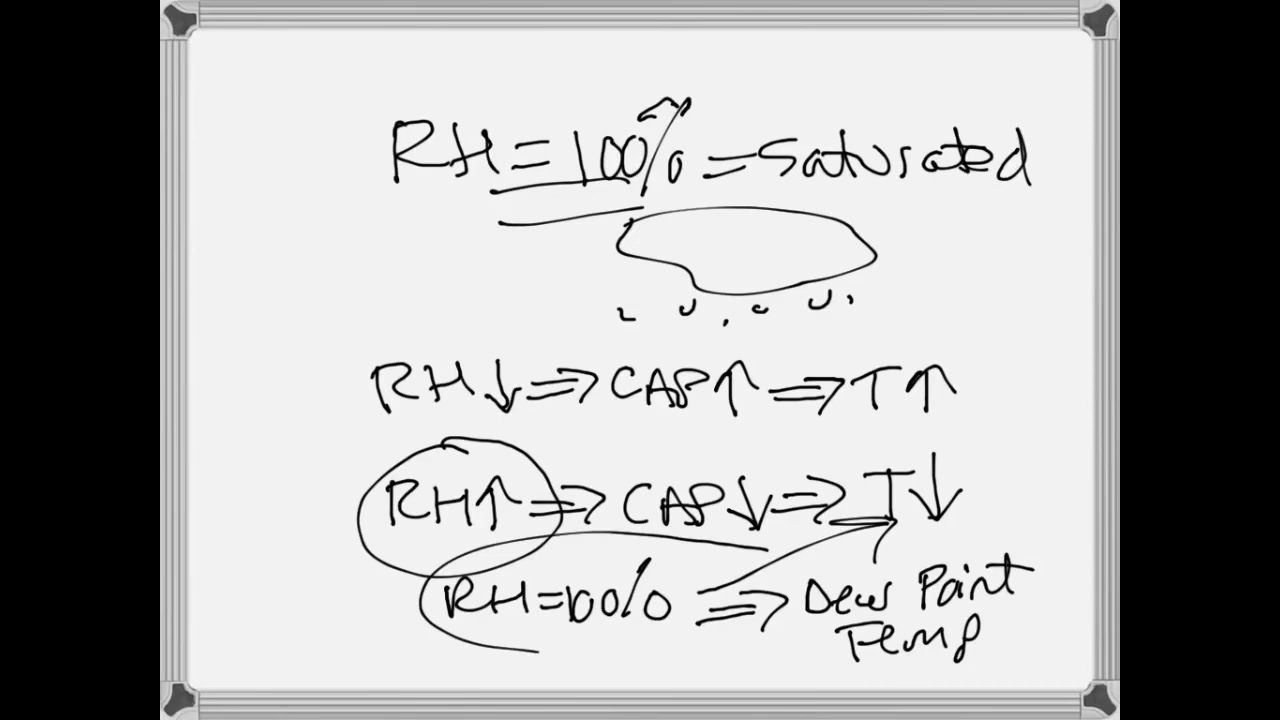 RH = 100% = Saturated
RH↓ ⇒ CAP↑ ⇒ T↑
RH↑ ⇒ CAP↓ ⇒ T↓
RH = 100% ⇒ Dew Point
Temp